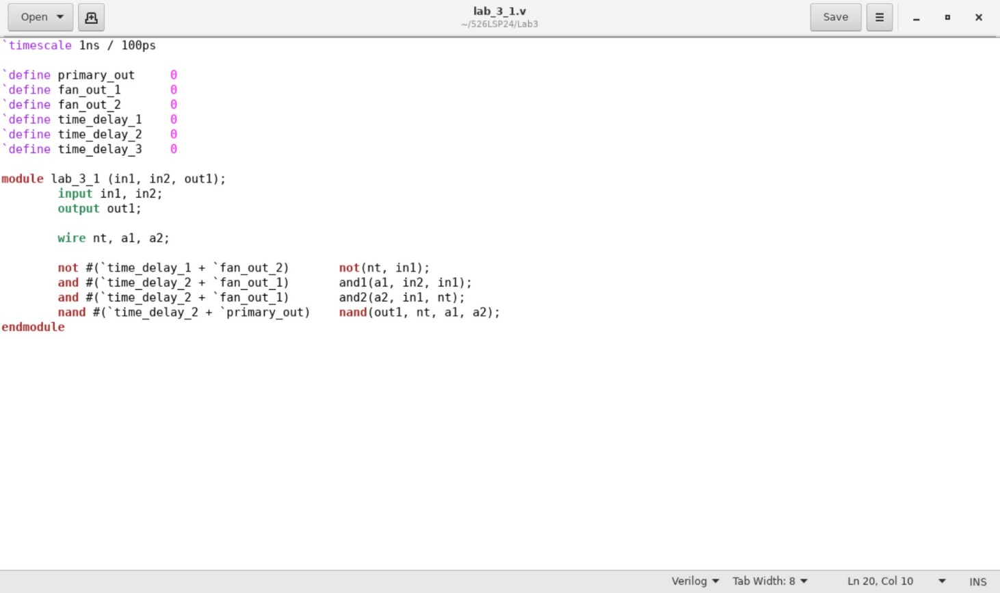 Open
lab_3_1.v
~/526LSP24/Lab3
Save
`timescale 1ns / 100ps
`define primary_out     0
`define fan_out_1       0
`define fan_out_2       0
`define time_delay_1    0
`define time_delay_2    0
`define time_delay_3    0
module lab_3_1 (in1, in2, out1);
        input in1, in2;
        output out1;
        wire nt, a1, a2;
        not #(`time_delay_1 + `fan_out_2)       not(nt, in1);
        and #(`time_delay_2 + `fan_out_1)       and1(a1, in2, in1);
        and #(`time_delay_2 + `fan_out_1)       and2(a2, in1, nt);
        nand #(`time_delay_2 + `primary_out)    nand(out1, nt, a1, a2);
endmodule
Verilog Tab Width: 8 Ln 20, Col 10 INS